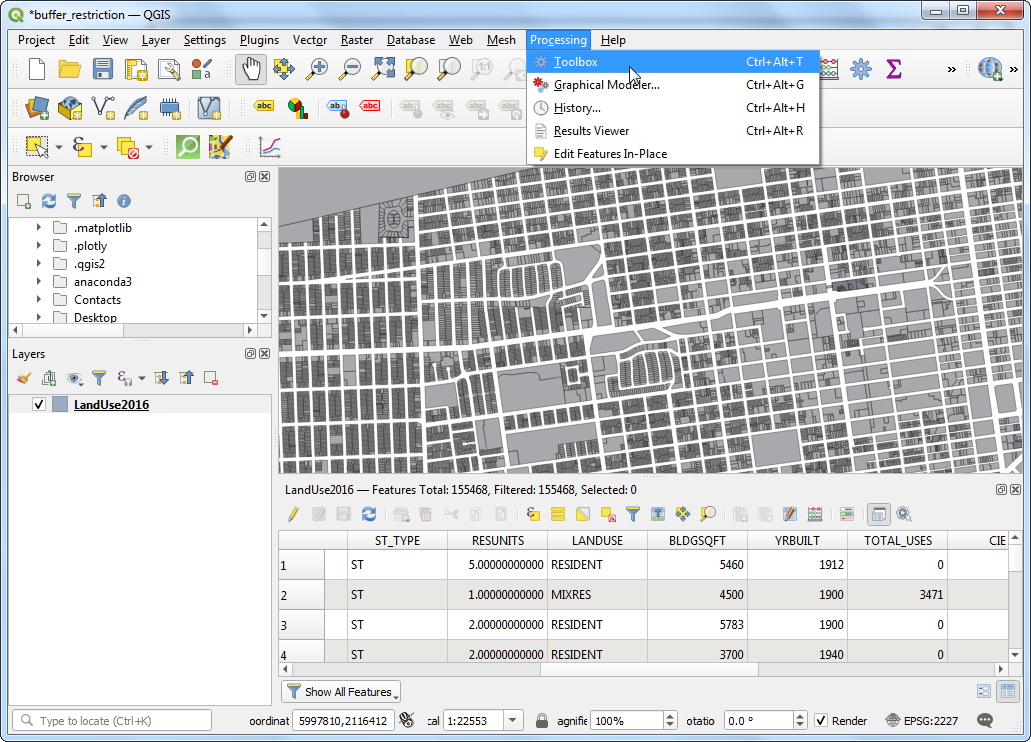 *buffer_restriction — QGIS
Project Edit View Layer Settings Plugins Vector Raster Database Web Mesh Processing Help
Toolbox Ctrl+Alt+T
Graphical Modeler... Ctrl+Alt+G
History... Ctrl+Alt+H
Results Viewer Ctrl+Alt+R
Edit Features In-Place
abc abc ab abc ab abc abc abc
Browser
.matplotlib
.plotly
.qgis2
anaconda3
Contacts
Desktop
Layers
LandUse2016
LandUse2016 — Features Total: 155468, Filtered: 155468, Selected: 0
ST_TYPE RESUNITS LANDUSE BLDGSQFT YRBUILT TOTAL_USES CIE
1 ST 5.00000000000 RESIDENT 5460 1912 0
2 ST 1.00000000000 MIXRES 4500 1900 3471
3 ST 2.00000000000 RESIDENT 5783 1900 0
4 ST 2.00000000000 RESIDENT 3700 1940 0
Show All Features
Type to locate (Ctrl+K) oordinat 5997810,2116412 cal 1:22553 agnifie 100% otatio 0.0 ° Render EPSG:2227